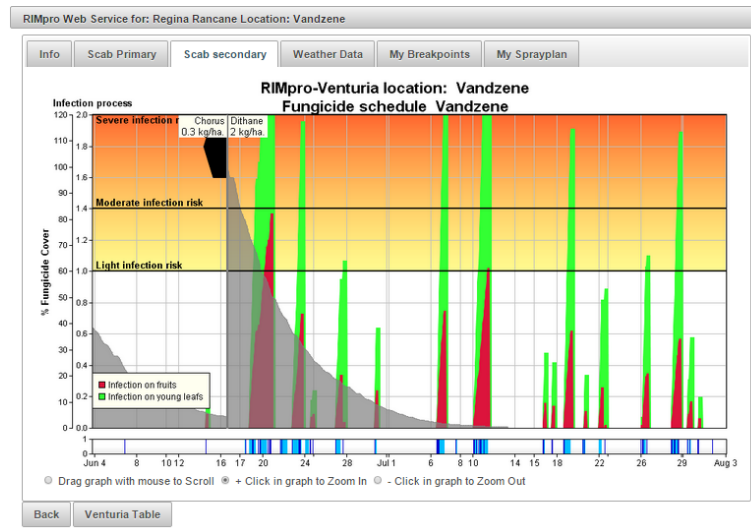 RIMpro Web Service for: Regina Rancane Location: Vandzene
Info Scab Primary Scab secondary Weather Data My Breakpoints My Sprayplan
RIMpro-Venturia location: Vandzene
Infection process
Fungicide schedule Vandzene
120 2.0 Severe infection r Chorus Dithane
0.3 kg/ha. 2 kg/ha.
110
1.8
100
1.6
90
1.4 Moderate infection risk
80
1.2
70
60 1.0 Light infection risk
50
0.8
40
0.6
30
0.4
20
0.2
10
0 0.0
% Fungicide Cover
Infection on fruits
Infection on young leafs
1
0
Jun 4 8 10 12 16 17 20 24 25 28 Jul 1 6 8 10 14 15 16 18 22 26 29 Aug 3
Drag graph with mouse to Scroll + Click in graph to Zoom In - Click in graph to Zoom Out
Back Venturia Table